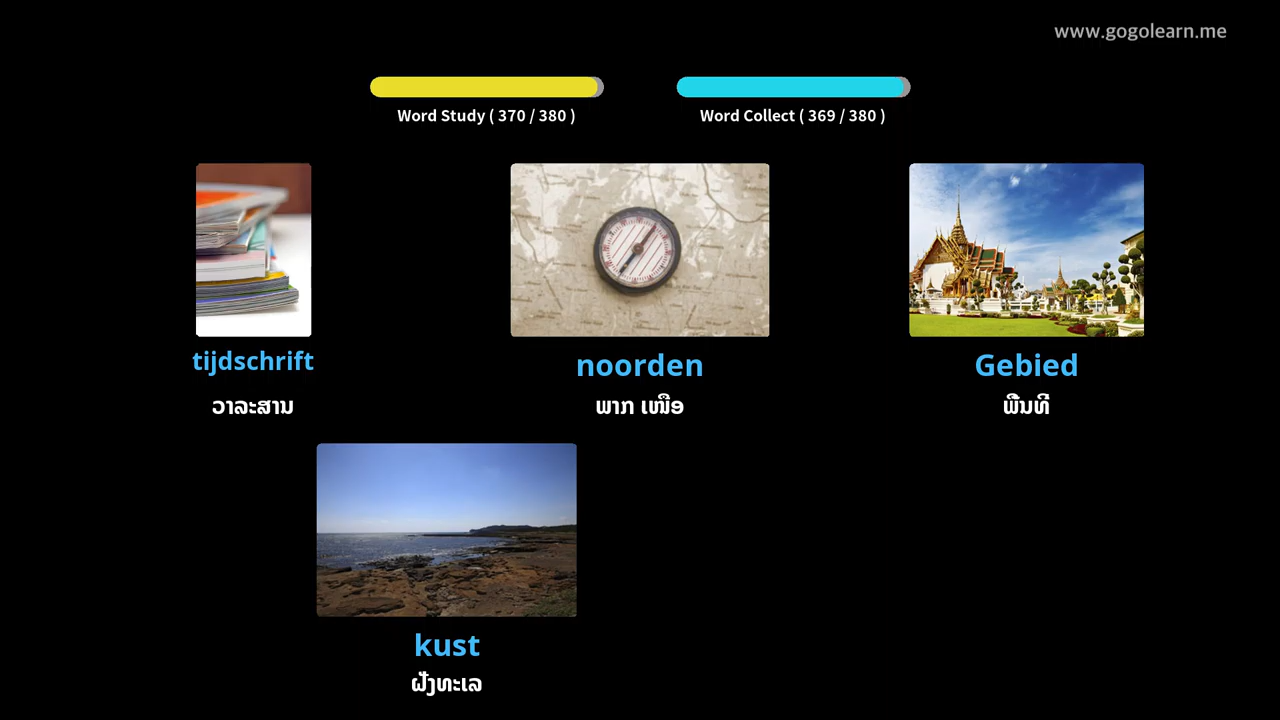 www.gogolearn.me
Word Study ( 370 / 380 )
Word Collect ( 369 / 380 )
tijdschrift
ວາລະສານ
noorden
ພາກ ເໜືອ
Gebied
ພື້ນທີ່
kust
ຝັ່ງທະເລ